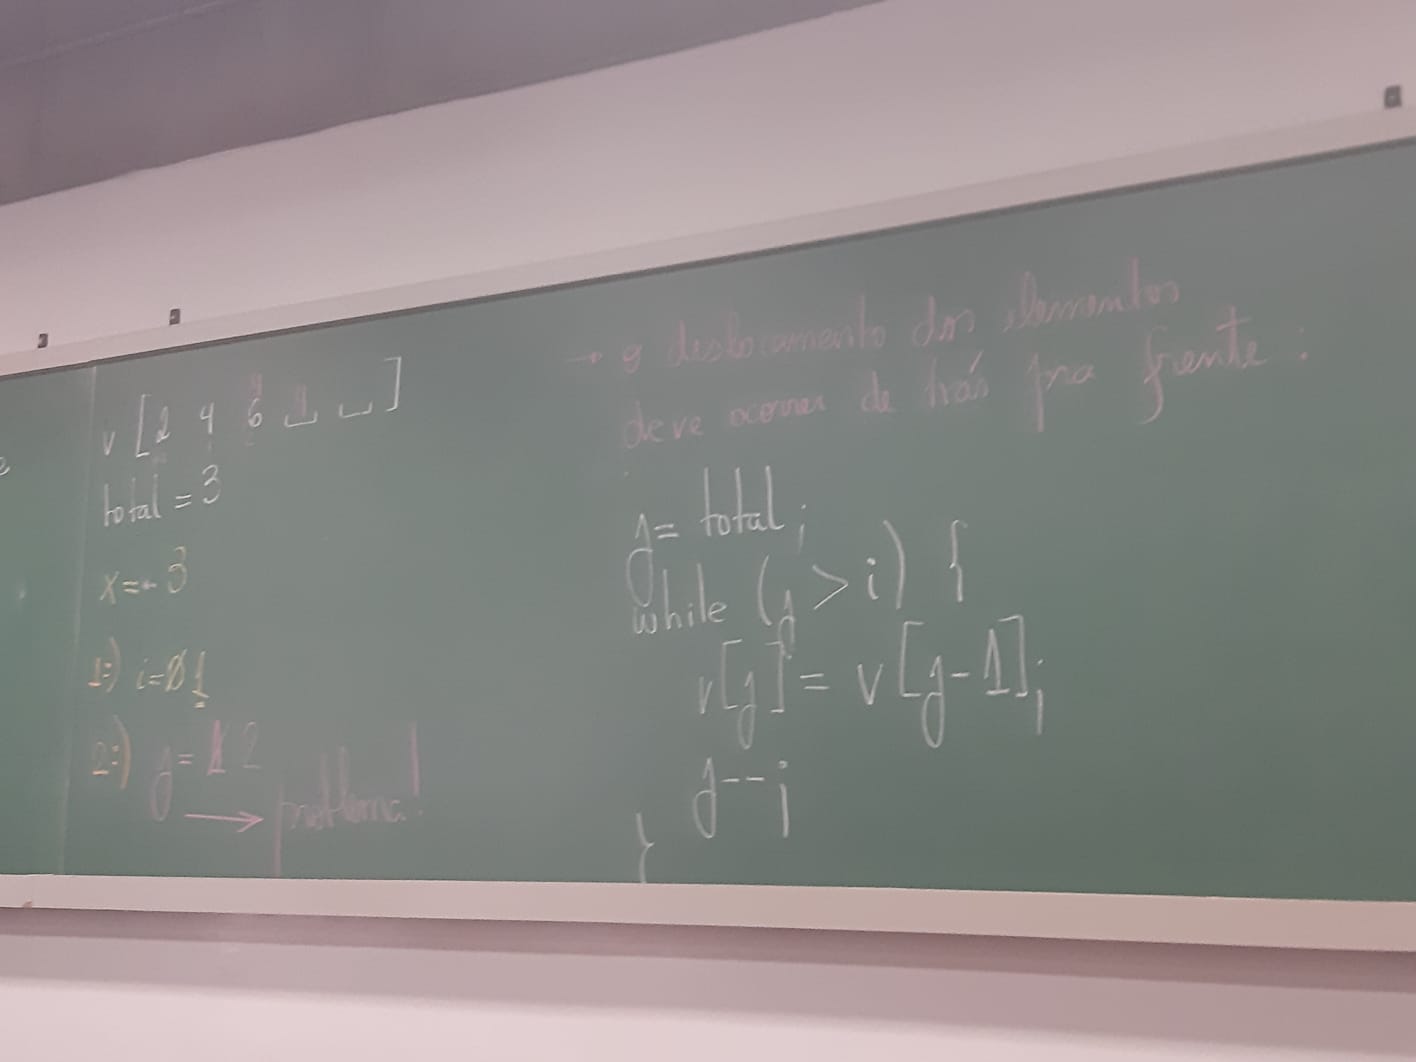 v [ 2 4 6 _ _ ]
total = 3
x = 3
1:) i=0 1
2:) j= 1 2
→ problema!
→ o deslocamento dos elementos
deve ocorrer de trás pra frente:
j= total;
while (j > i) {
v[j] = v[j-1];
j--;
}